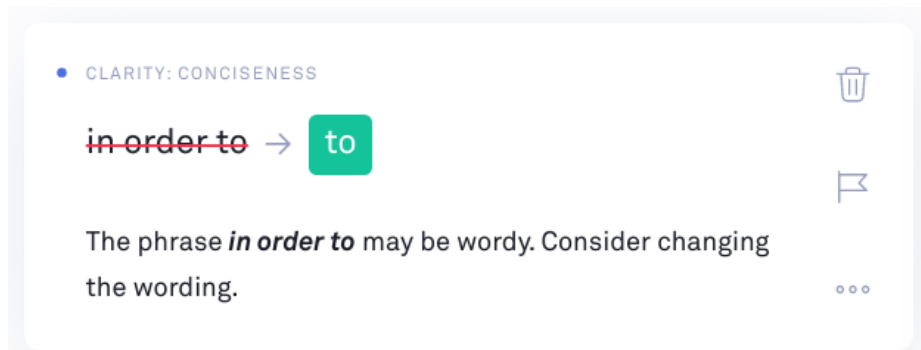 CLARITY: CONCISENESS
in order to → to
The phrase in order to may be wordy. Consider changing
the wording.